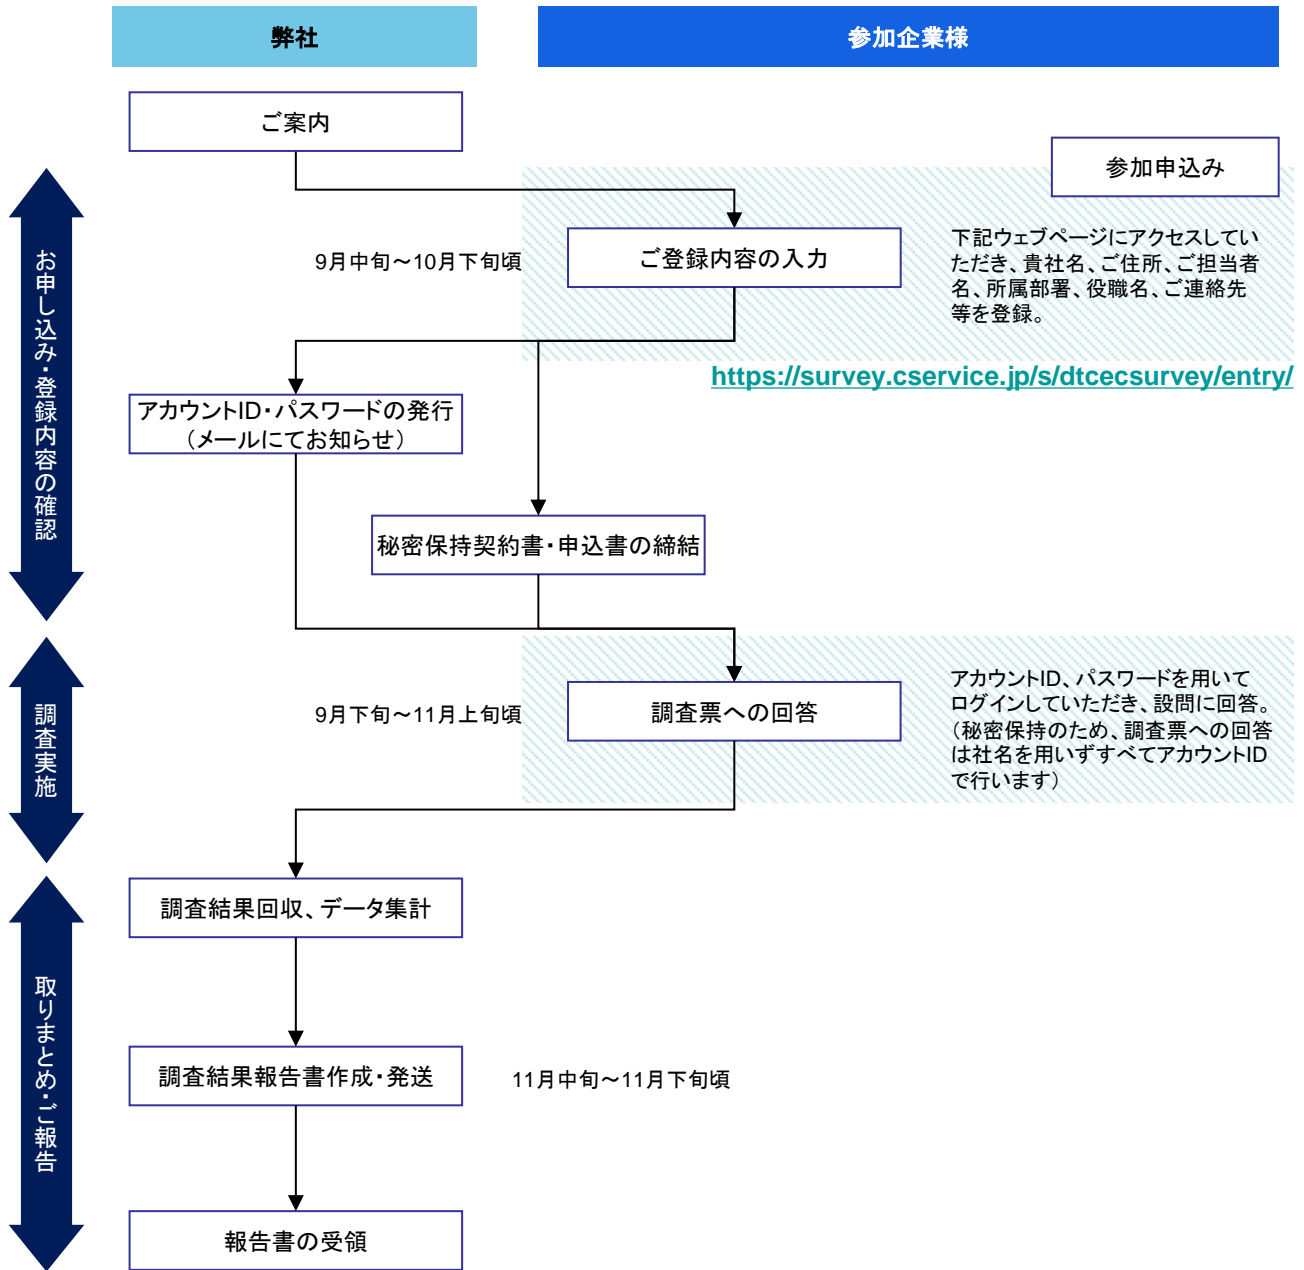 弊社
参加企業様
ご案内
参加申込み
お申し込み・登録内容の確認
9月中旬～10月下旬頃
ご登録内容の入力
下記ウェブページにアクセスしてい
ただき、貴社名、ご住所、ご担当者
名、所属部署、役職名、ご連絡先
等を登録。
https://survey.cservice.jp/s/dtcecsurvey/entry/
アカウントID・パスワードの発行
（メールにてお知らせ）
秘密保持契約書・申込書の締結
調査実施
9月下旬～11月上旬頃
調査票への回答
アカウントID、パスワードを用いて
ログインしていただき、設問に回答。
（秘密保持のため、調査票への回答
は社名を用いずすべてアカウントID
で行います）
取りまとめ・ご報告
調査結果回収、データ集計
調査結果報告書作成・発送
11月中旬～11月下旬頃
報告書の受領